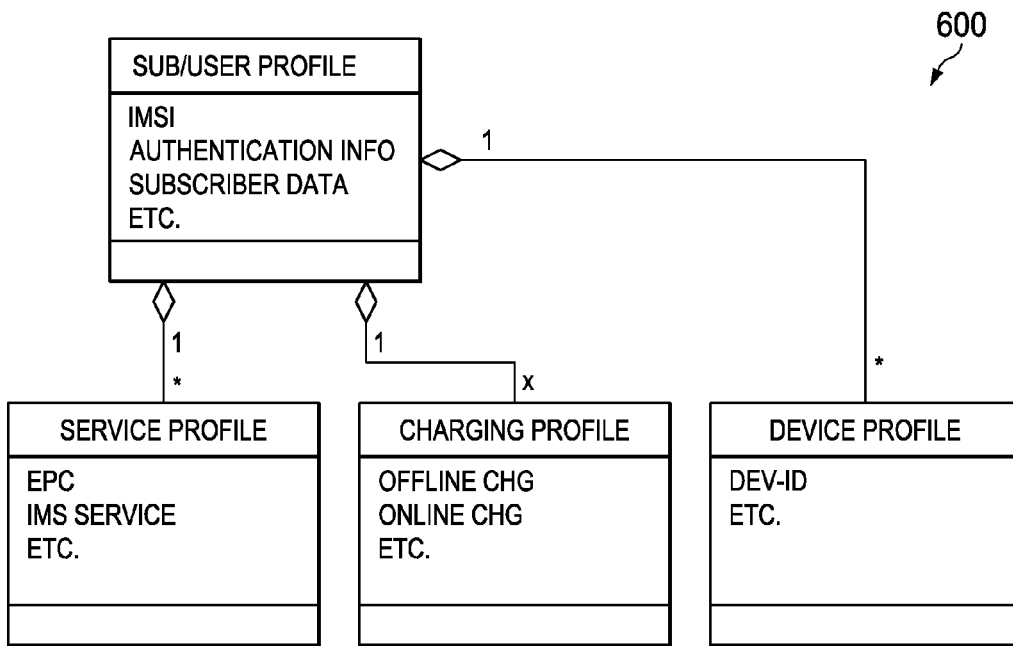 600
SUB/USER PROFILE
IMSI
AUTHENTICATION INFO
SUBSCRIBER DATA
ETC.
1
1
*
1
x
*
SERVICE PROFILE
EPC
IMS SERVICE
ETC.
CHARGING PROFILE
OFFLINE CHG
ONLINE CHG
ETC.
DEVICE PROFILE
DEV-ID
ETC.